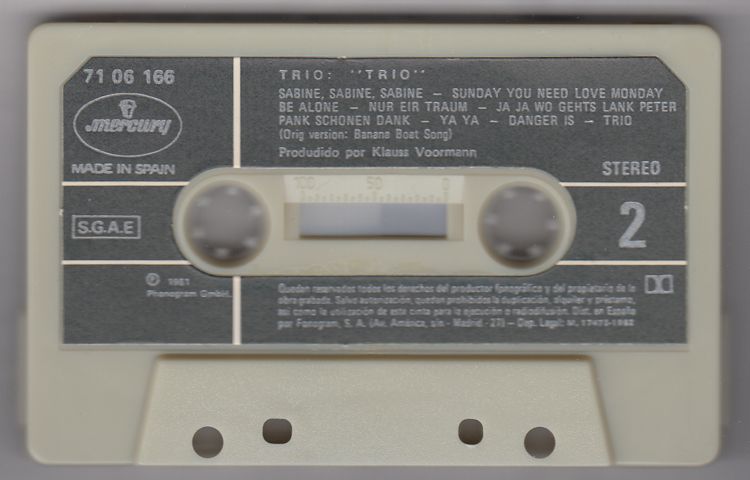 71 06 166
mercury
MADE IN SPAIN
TRIO: "TRIO"
SABINE, SABINE, SABINE – SUNDAY YOU NEED LOVE MONDAY
BE ALONE – NUR EIR TRAUM – JA JA WO GEHTS LANK PETER
PANK SCHONEN DANK – YA YA – DANGER IS – TRIO
(Orig version: Banana Boat Song)
Produdido por Klauss Voormann
STEREO
100 50 0
S.G.A.E
2
Ⓟ 1981
Phonogram GmbH.
Quedan reservados todos los derechos del productor fonográfico y del propietario de la
obra grabada. Salvo autorización, quedan prohibidos la duplicación, alquiler y préstamo,
así como la utilización de esta cinta para la ejecución o radiodifusión. Dist. en España
por Fonogram, S. A. (Av. América, s/n - Madrid - 27) – Dep. Legal: M. 17473-1982